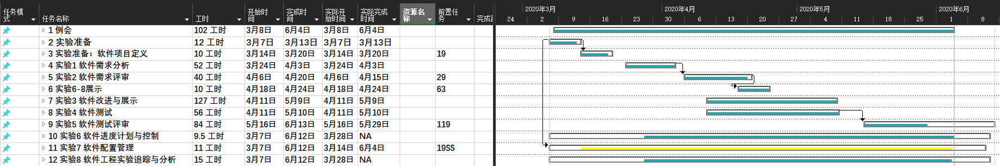 任务模式 任务名称 工时 开始时间 完成时间 实际开始时间 实际完成时间 资源名称 前置任务 完成百
2020年3月 2020年4月 2020年5月 2020年6月
24 2 9 16 23 30 6 13 20 27 4 11 18 25 1 8
1 例会 102 工时 3月8日 6月4日 3月8日 6月4日
2 实验准备 12 工时 3月7日 3月13日 3月7日 3月13日
3 实验准备：软件项目定义 10 工时 3月14日 3月20日 3月14日 3月20日 19
4 实验1 软件需求分析 52 工时 3月24日 4月3日 3月24日 4月3日
5 实验2 软件需求评审 40 工时 4月6日 4月20日 4月6日 4月15日 29
6 实验6-8展示 10 工时 4月18日 4月24日 4月18日 4月24日 63
7 实验3 软件改进与展示 127 工时 4月11日 5月9日 4月11日 5月9日
8 实验4 软件测试 56 工时 4月11日 5月10日 4月11日 5月10日
9 实验5 软件测试评审 84 工时 5月16日 6月13日 5月16日 5月29日 119
10 实验6 软件进度计划与控制 9.5 工时 3月7日 6月12日 3月28日 NA
11 实验7 软件配置管理 11 工时 3月7日 6月12日 3月14日 6月4日 19SS
12 实验8 软件工程实验追踪与分析 15 工时 3月7日 6月12日 3月28日 NA